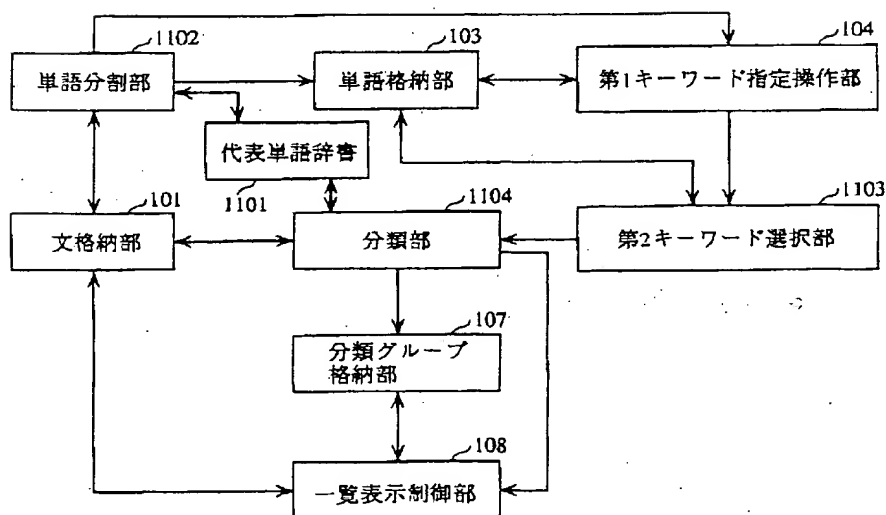 1102
単語分割部
103
単語格納部
104
第1キーワード指定操作部
代表単語辞書
1101
101
文格納部
1104
分類部
1103
第2キーワード選択部
107
分類グループ
格納部
108
一覧表示制御部